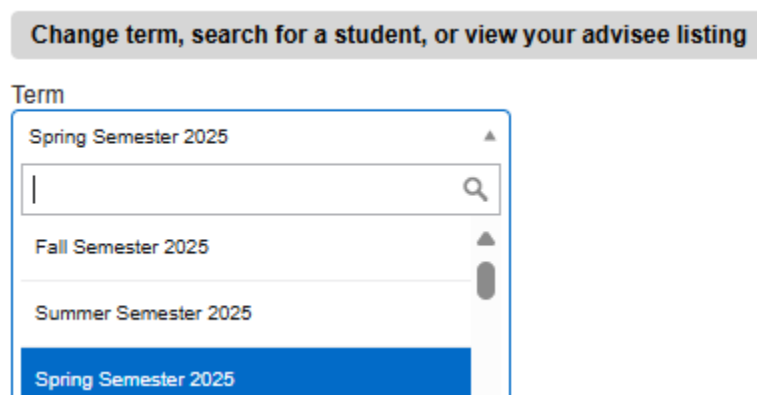 Change term, search for a student, or view your advisee listing
Term
Spring Semester 2025
Fall Semester 2025
Summer Semester 2025
Spring Semester 2025